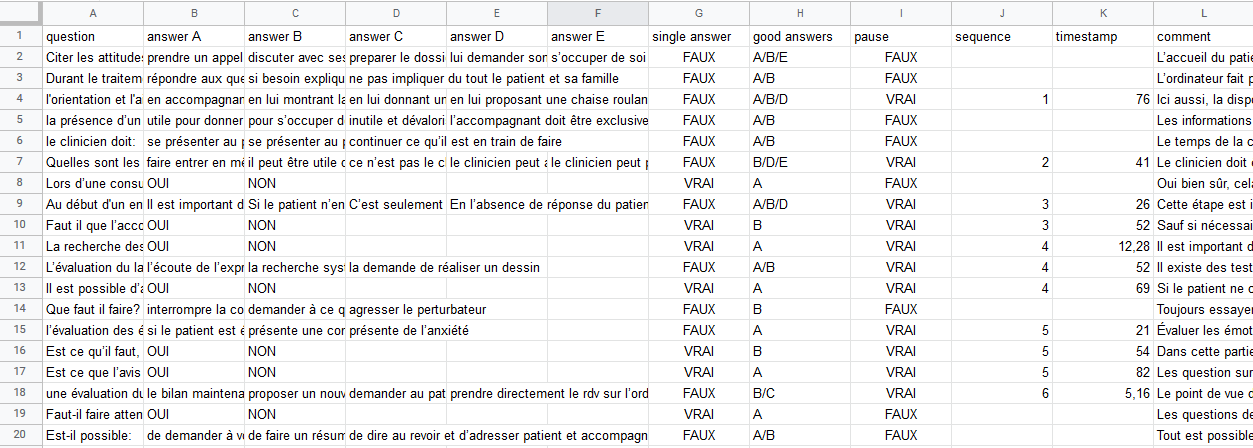 A B C D E F G H I J K L
1 question answer A answer B answer C answer D answer E single answer good answers pause sequence timestamp comment
2 Citer les attitudes prendre un appel discuter avec ses preparer le dossi lui demander son s'occuper de soi FAUX A/B/E FAUX L'accueil du patie
3 Durant le traitem répondre aux que si besoin expliqu ne pas impliquer du tout le patient et sa famille FAUX A/B FAUX L'ordinateur fait p
4 l'orientation et l'a en accompagnan en lui montrant la en lui donnant un en lui proposant une chaise roulan FAUX A/B/D VRAI 1 76 Ici aussi, la dispo
5 la présence d'un utile pour donner pour s'occuper d inutile et dévalori l'accompagnant doit être exclusive FAUX A/B FAUX Les informations
6 le clinicien doit: se présenter au p se présenter au p continuer ce qu'il est en train de faire FAUX A/B FAUX Le temps de la c
7 Quelles sont les faire entrer en mê il peut être utile d ce n'est pas le c le clinicien peut a le clinicien peut p FAUX B/D/E VRAI 2 41 Le clinicien doit
8 Lors d'une consu OUI NON VRAI A FAUX Oui bien sûr, cela
9 Au début d'un en Il est important d Si le patient n'en C'est seulement En l'absence de réponse du patien FAUX A/B/D VRAI 3 26 Cette étape est i
10 Faut il que l'acco OUI NON VRAI B VRAI 3 52 Sauf si nécessai
11 La recherche des OUI NON VRAI A VRAI 4 12,28 Il est important d
12 L'évaluation du la l'écoute de l'expr la recherche syst la demande de réaliser un dessin FAUX A/B VRAI 4 52 Il existe des test
13 Il est possible d'a OUI NON VRAI A VRAI 4 69 Si le patient ne c
14 Que faut il faire? interrompre la co demander à ce q agresser le perturbateur FAUX B FAUX Toujours essayer
15 l'évaluation des é si le patient est é présente une con présente de l'anxiété FAUX A VRAI 5 21 Évaluer les émot
16 Est ce qu'il faut, OUI NON VRAI B VRAI 5 54 Dans cette partie
17 Est ce que l'avis OUI NON VRAI A VRAI 5 82 Les question sur
18 une évaluation du le bilan maintena proposer un nouv demander au pat prendre directement le rdv sur l'ord FAUX B/C VRAI 6 5,16 Le point de vue d
19 Faut-il faire atten OUI NON VRAI A FAUX Les questions de
20 Est-il possible: de demander à v de faire un résum de dire au revoir et d'adresser patient et accompagn FAUX A/B FAUX Tout est possible